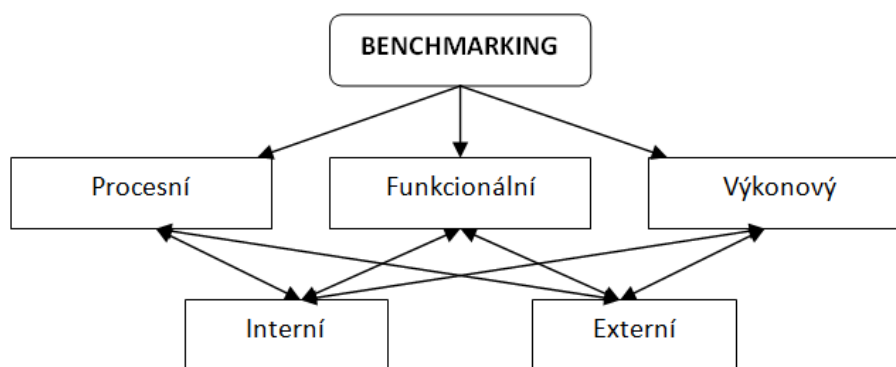 BENCHMARKING
Procesní
Funkcionální
Výkonový
Interní
Externí